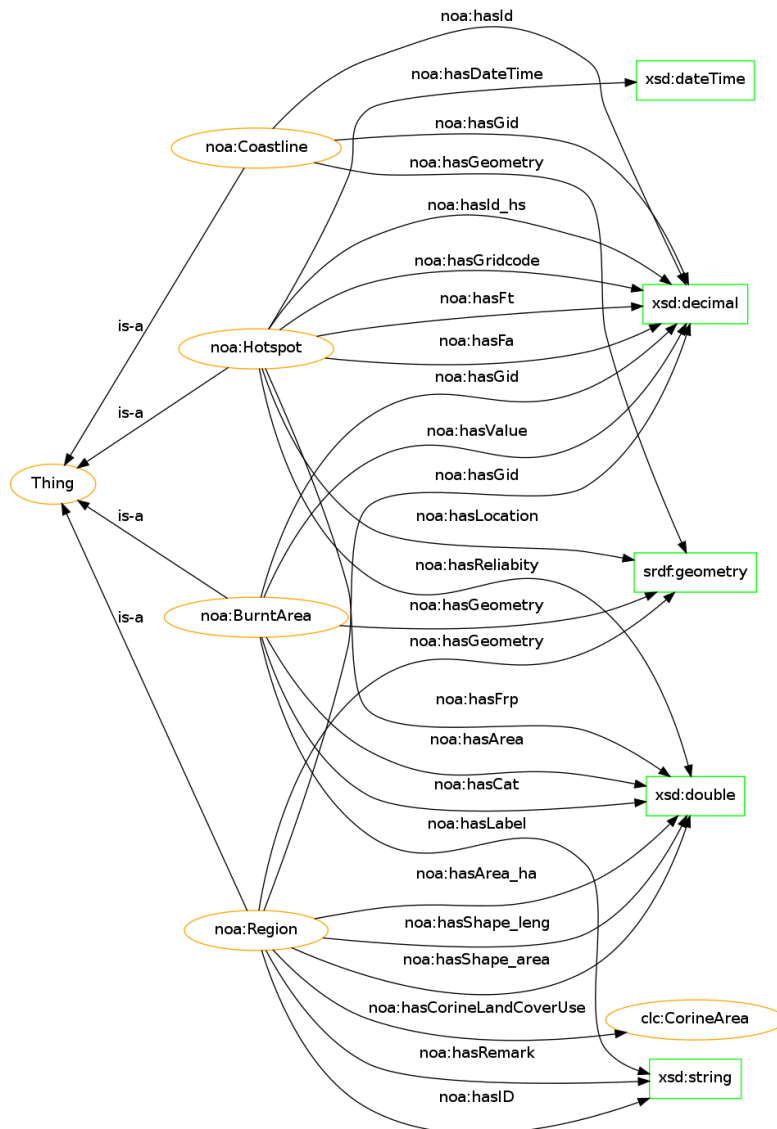 noa:hasId
noa:hasDateTime
xsd:dateTime
noa:hasGid
noa:Coastline
noa:hasGeometry
noa:hasId_hs
noa:hasGridcode
noa:hasFt
xsd:decimal
is-a
noa:hasFa
noa:Hotspot
noa:hasGid
is-a
noa:hasValue
noa:hasGid
Thing
is-a
noa:hasLocation
noa:hasReliabity
srdf:geometry
noa:hasGeometry
is-a
noa:BurntArea
noa:hasGeometry
noa:hasFrp
noa:hasArea
noa:hasCat
xsd:double
noa:hasLabel
noa:hasArea_ha
noa:hasShape_leng
noa:Region
noa:hasShape_area
noa:hasCorineLandCoverUse
clc:CorineArea
noa:hasRemark
xsd:string
noa:hasID